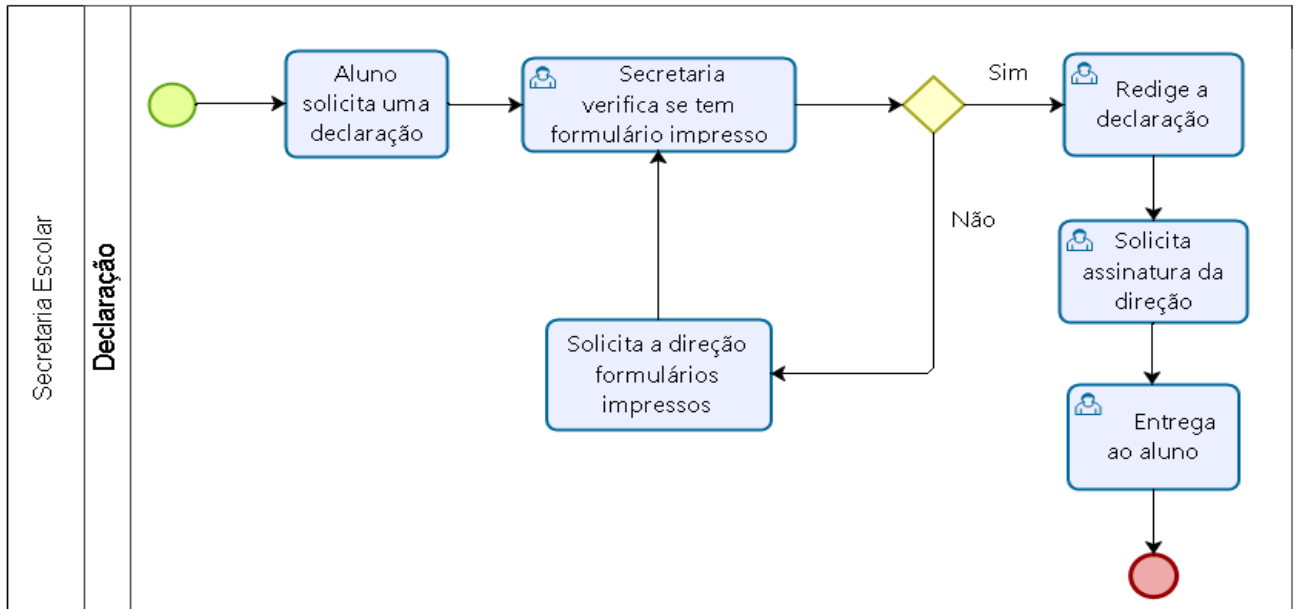 Secretaria Escolar
Declaração
Aluno
solicita uma
declaração
Secretaria
verifica se tem
formulário impresso
Sim
Não
Redige a
declaração
Solicita
assinatura da
direção
Entrega
ao aluno
Solicita a direção
formulários
impressos